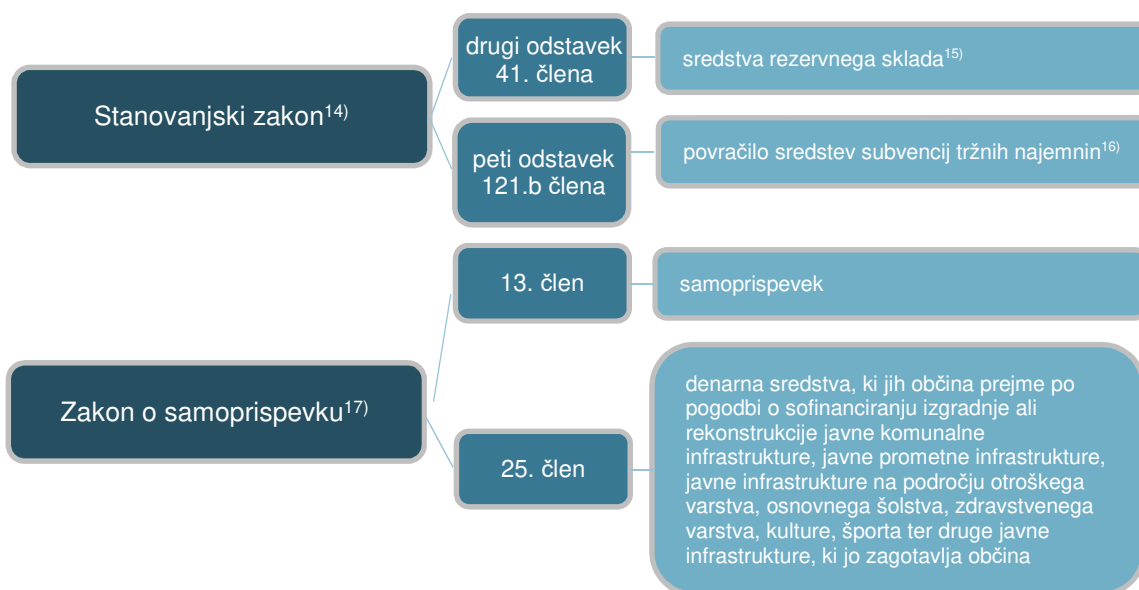 Stanovanjski zakon14)
drugi odstavek
41. člena
sredstva rezervnega sklada15)
peti odstavek
121.b člena
povračilo sredstev subvencij tržnih najemnin16)
Zakon o samoprispevku17)
13. člen
samoprispevek
25. člen
denarna sredstva, ki jih občina prejme po
pogodbi o sofinanciranju izgradnje ali
rekonstrukcije javne komunalne
infrastrukture, javne prometne infrastrukture,
javne infrastrukture na področju otroškega
varstva, osnovnega šolstva, zdravstvenega
varstva, kulture, športa ter druge javne
infrastrukture, ki jo zagotavlja občina